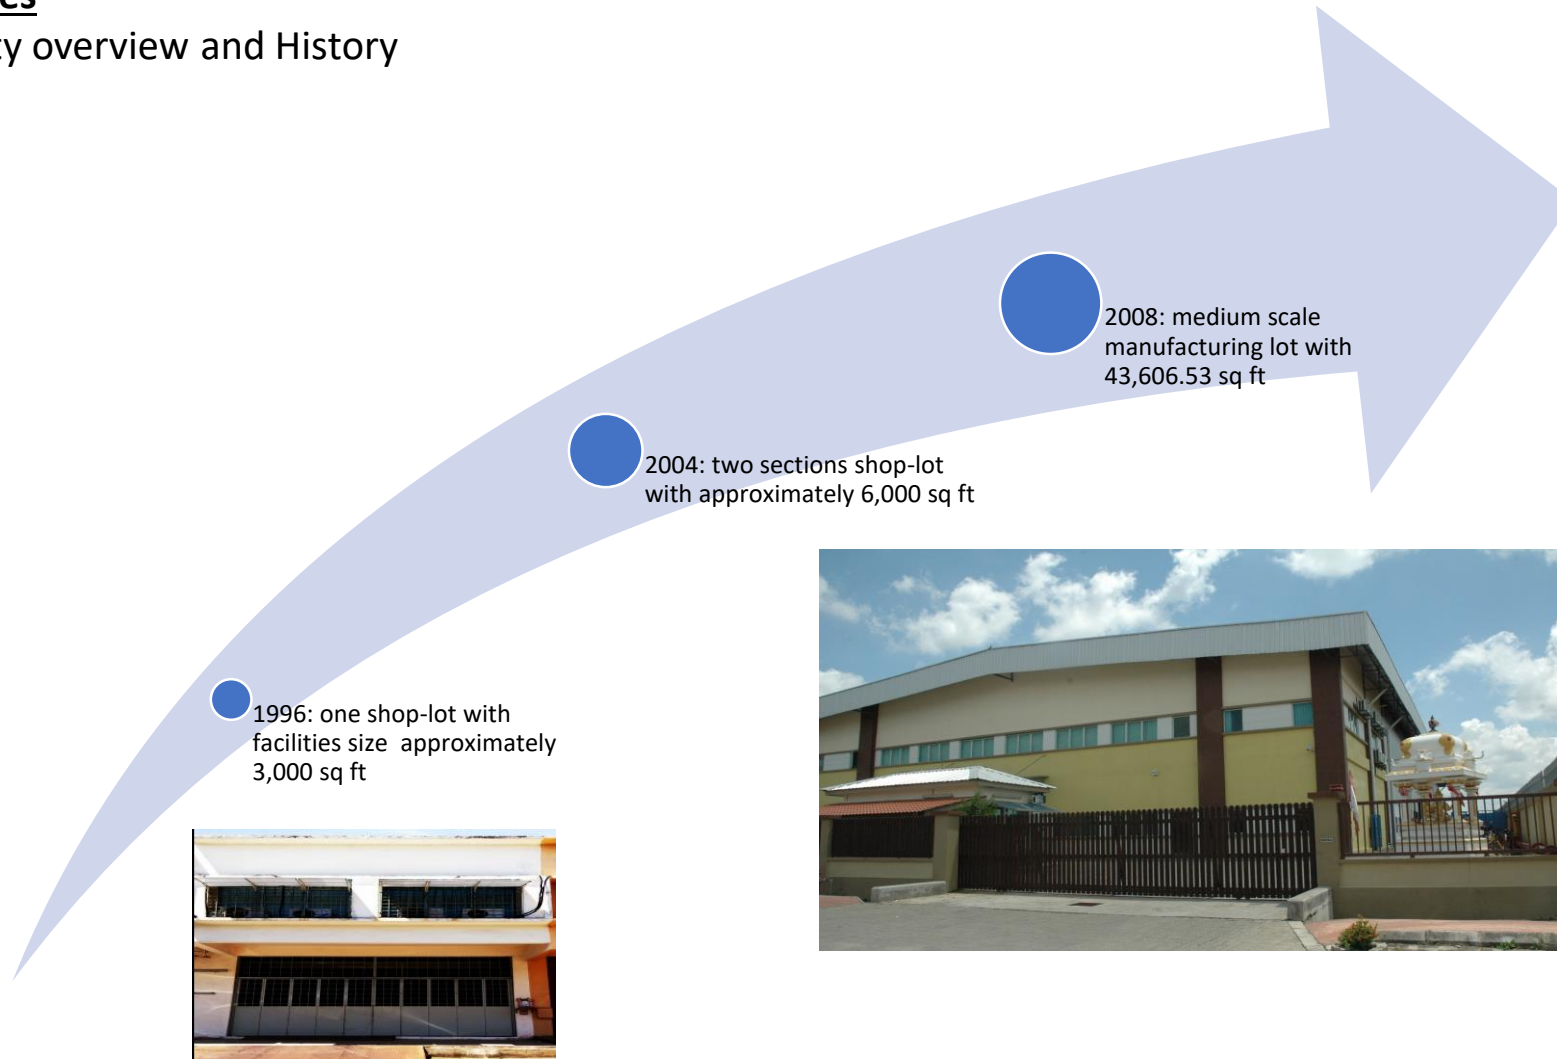 overview and History
2008: medium scale
manufacturing lot with
43,606.53 sq ft
2004: two sections shop-lot
with approximately 6,000 sq ft
1996: one shop-lot with
facilities size  approximately
3,000 sq ft